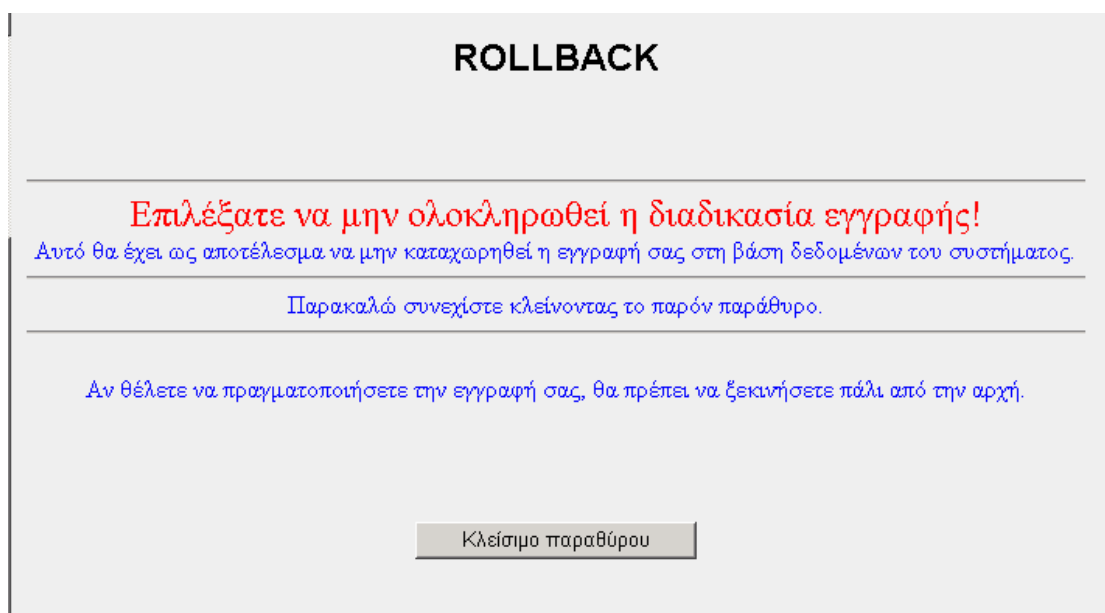 ROLLBACK
Επιλέξατε να μην ολοκληρωθεί η διαδικασία εγγραφής!
Αυτό θα έχει ως αποτέλεσμα να μην καταχωρηθεί η εγγραφή σας στη βάση δεδομένων του συστήματος.
Παρακαλώ συνεχίστε κλείνοντας το παρόν παράθυρο.
Αν θέλετε να πραγματοποιήσετε την εγγραφή σας, θα πρέπει να ξεκινήσετε πάλι από την αρχή.
Κλείσιμο παραθύρου